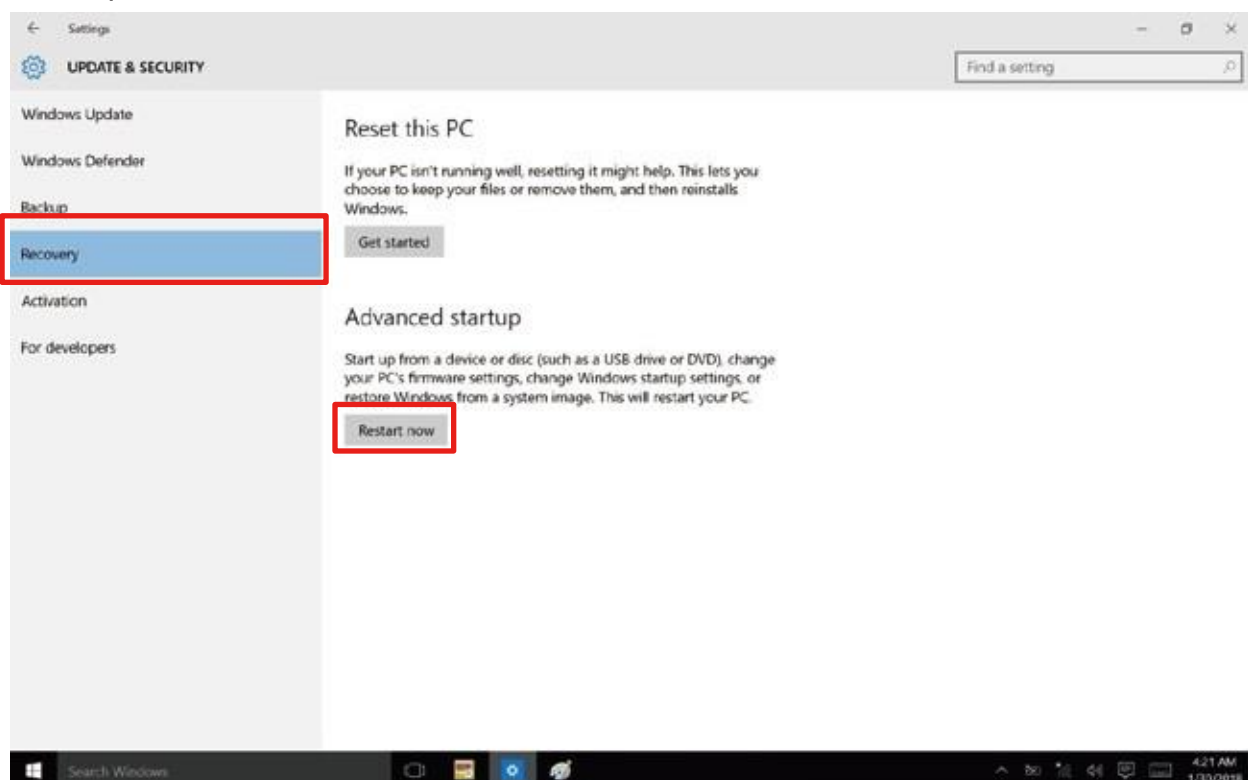 Settings
UPDATE & SECURITY
Find a setting
Windows Update
Windows Defender
Backup
Recovery
Activation
For developers
Reset this PC
If your PC isn't running well, resetting it might help. This lets you
choose to keep your files or remove them, and then reinstalls
Windows.
Get started
Advanced startup
Start up from a device or disc (such as a USB drive or DVD), change
your PC's firmware settings, change Windows startup settings, or
restore Windows from a system image. This will restart your PC.
Restart now
Search Windows
4:21 AM